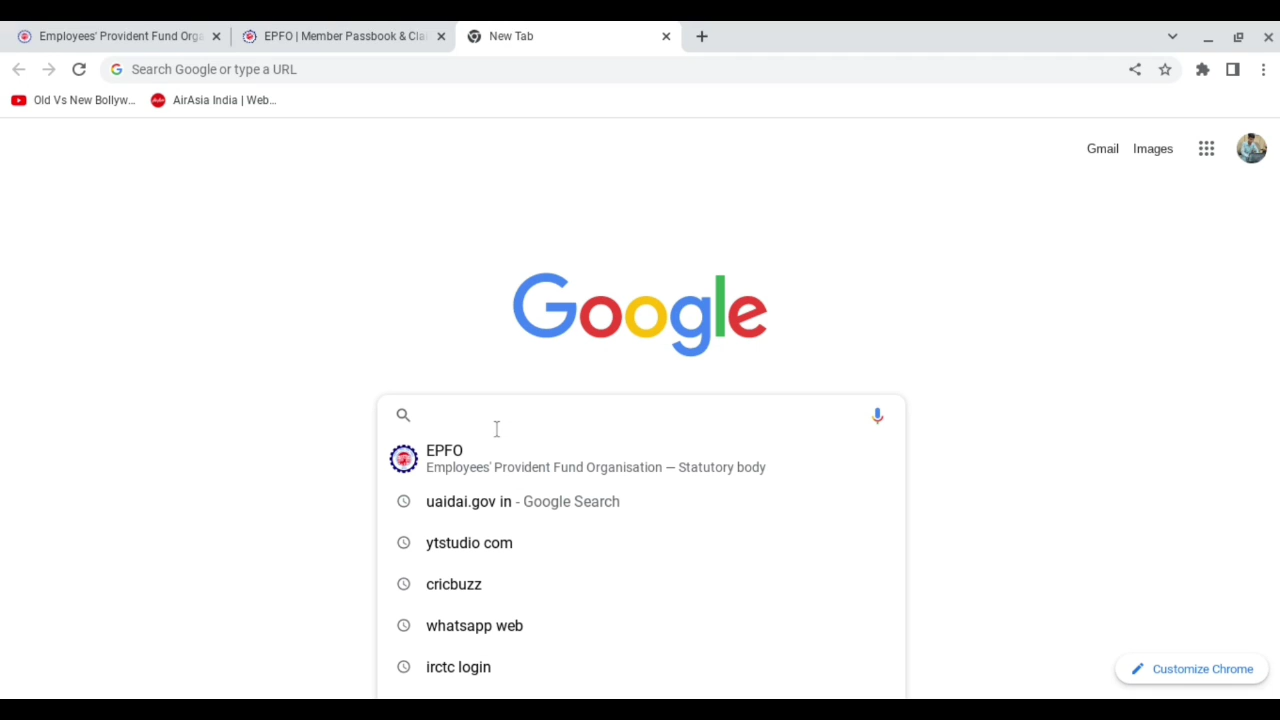 Employees' Provident Fund Orga
EPFO | Member Passbook & Clai
New Tab
Search Google or type a URL
Old Vs New Bollyw...
AirAsia India | Web...
Gmail
Images
Google
EPFO
Employees' Provident Fund Organisation — Statutory body
uaidai.gov in - Google Search
ytstudio com
cricbuzz
whatsapp web
irctc login
Customize Chrome